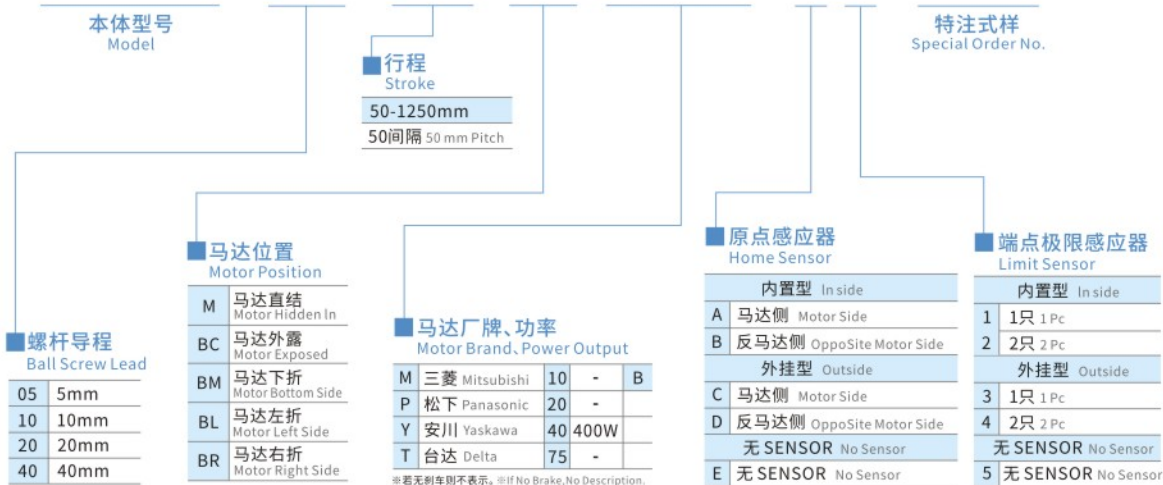 本体型号
Model
特注式样
Special Order No.
行程
Stroke
50-1250mm
50间隔 50 mm Pitch
马达位置
Motor Position
M 马达直结
Motor Hidden ln
BC 马达外露
Motor Exposed
BM 马达下折
Motor Bottom Side
BL 马达左折
Motor Left Side
BR 马达右折
Motor Right Side
螺杆导程
Ball Screw Lead
05 5mm
10 10mm
20 20mm
40 40mm
马达厂牌、功率
Motor Brand、Power Output
M 三菱 Mitsubishi 10 - B
P 松下 Panasonic 20 -
Y 安川 Yaskawa 40 400W
T 台达 Delta 75 -
※若无刹车则不表示。※If No Brake,No Description.
原点感应器
Home Sensor
内置型 ln side
A 马达侧 Motor Side
B 反马达侧 OppoSite Motor Side
外挂型 Outside
C 马达侧 Motor Side
D 反马达侧 OppoSite Motor Side
无 SENSOR No Sensor
E 无 SENSOR No Sensor
端点极限感应器
Limit Sensor
内置型 ln side
1 1只 1 Pc
2 2只 2 Pc
外挂型 Outside
3 1只 1 Pc
4 2只 2 Pc
无 SENSOR No Sensor
5 无 SENSOR No Sensor